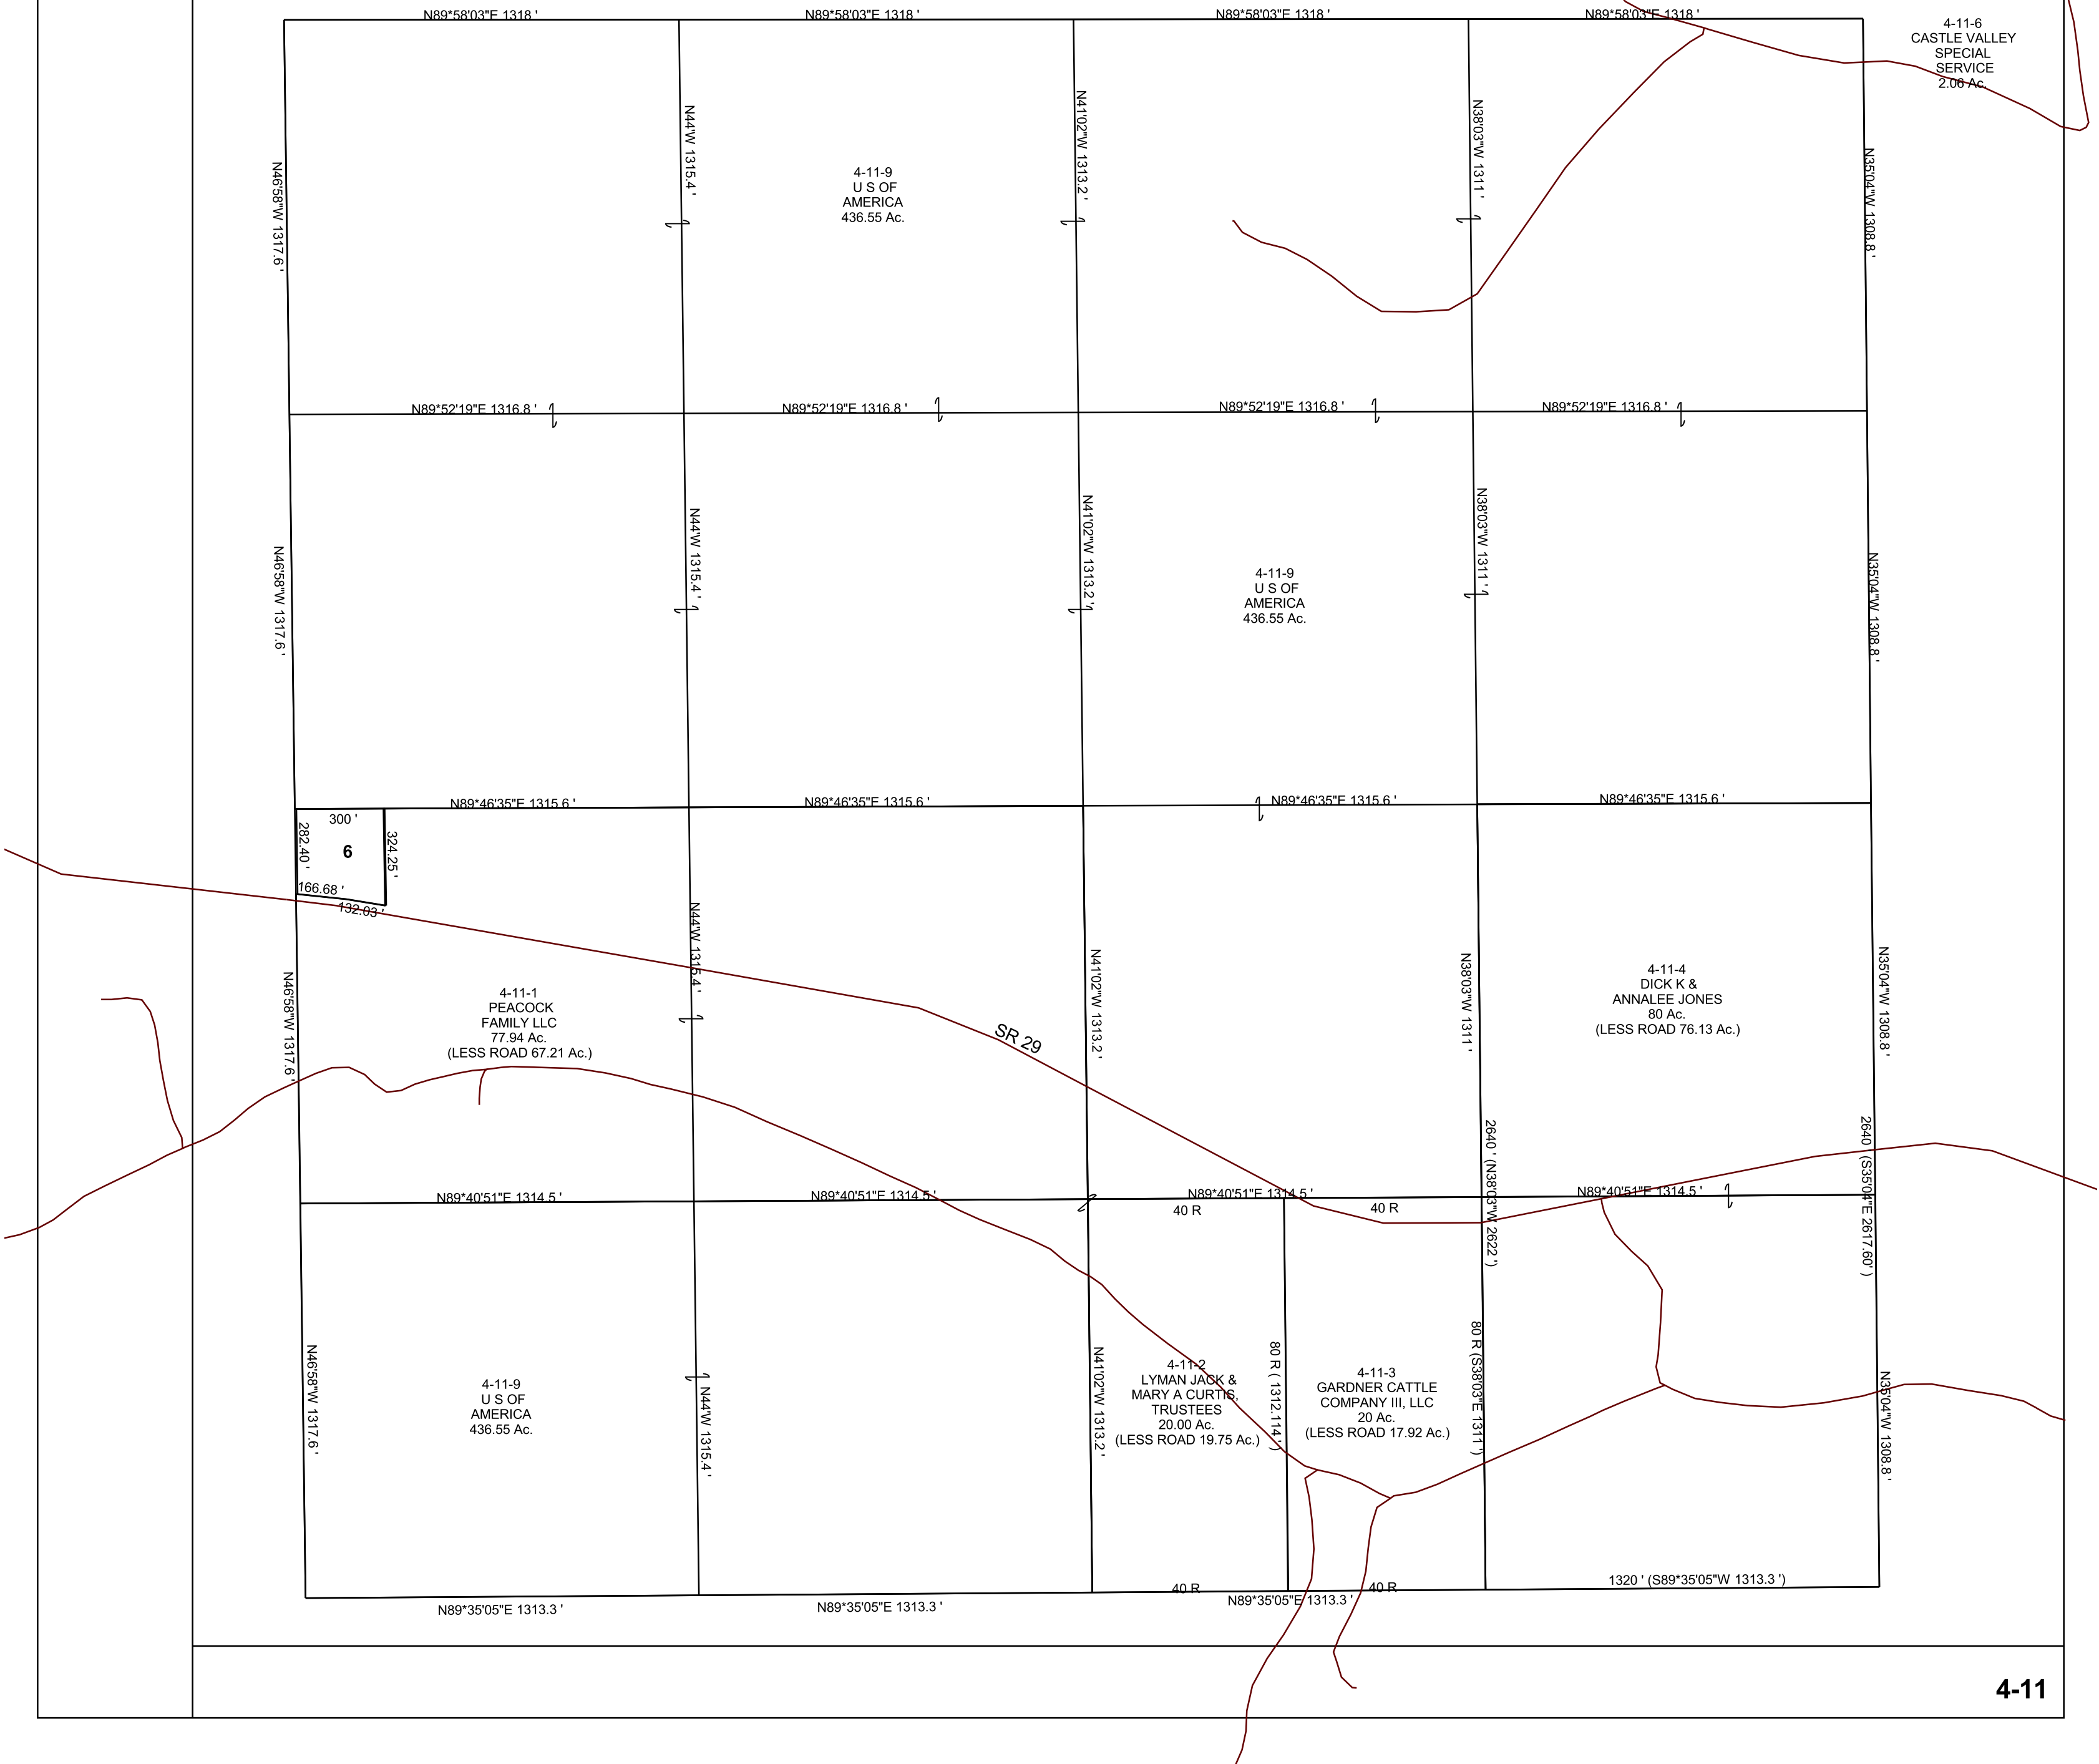 N89*58'03"E 1318 '
N89*58'03"E 1318 '
N89*58'03"E 1318 '
N89*58'03"E 1318 '
4-11-6
CASTLE VALLEY
SPECIAL
SERVICE
2.06 Ac.
N46'58"W 1317.6 '
N44'W 1315.4 '
N41'02"W 1313.2 '
N38'03"W 1311 '
N35'04"W 1308.8 '
4-11-9
U S OF
AMERICA
436.55 Ac.
N89*52'19"E 1316.8 '
N89*52'19"E 1316.8 '
N89*52'19"E 1316.8 '
N89*52'19"E 1316.8 '
N46'58"W 1317.6 '
N44'W 1315.4 '
N41'02"W 1313.2 '
N38'03"W 1311 '
N35'04"W 1308.8 '
4-11-9
U S OF
AMERICA
436.55 Ac.
N89*46'35"E 1315.6 '
N89*46'35"E 1315.6 '
N89*46'35"E 1315.6 '
N89*46'35"E 1315.6 '
300 '
282.40 '
6
324.25 '
166.68 '
132.03 '
N46'58"W 1317.6 '
N44'W 1315.4 '
N41'02"W 1313.2 '
N38'03"W 1311 '
N35'04"W 1308.8 '
4-11-1
PEACOCK
FAMILY LLC
77.94 Ac.
(LESS ROAD 67.21 Ac.)
SR 29
4-11-4
DICK K &
ANNALEE JONES
80 Ac.
(LESS ROAD 76.13 Ac.)
2640 ' (N38'03"W 2622 ')
2640 (S35'04"E 2617.60' )
N89*40'51"E 1314.5 '
N89*40'51"E 1314.5 '
N89*40'51"E 1314.5 '
N89*40'51"E 1314.5 '
40 R
40 R
N46'58"W 1317.6 '
N44'W 1315.4 '
N41'02"W 1313.2 '
80 R ( 1312.114 ')
80 R (S38'03"E 1311 ')
N35'04"W 1308.8 '
4-11-9
U S OF
AMERICA
436.55 Ac.
4-11-2
LYMAN JACK &
MARY A CURTIS,
TRUSTEES
20.00 Ac.
(LESS ROAD 19.75 Ac.)
4-11-3
GARDNER CATTLE
COMPANY III, LLC
20 Ac.
(LESS ROAD 17.92 Ac.)
40 R
40 R
1320 ' (S89*35'05"W 1313.3 ')
N89*35'05"E 1313.3 '
N89*35'05"E 1313.3 '
N89*35'05"E 1313.3 '
4-11